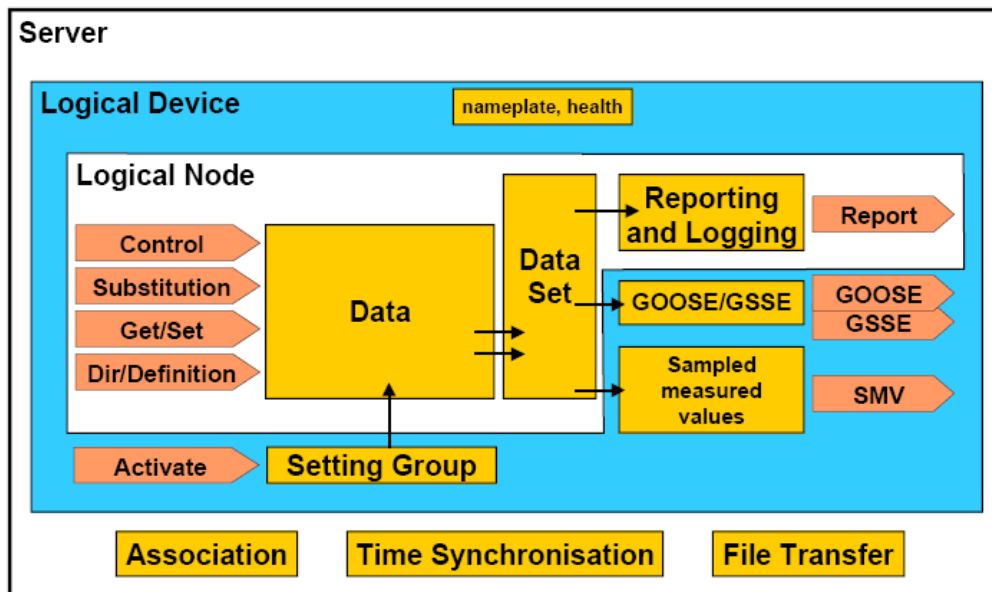 Server
Logical Device
nameplate, health
Logical Node
Control
Substitution
Get/Set
Dir/Definition
Data
Data
Set
Reporting
and Logging
Report
GOOSE/GSSE
GOOSE
GSSE
Sampled
measured
values
SMV
Activate
Setting Group
Association
Time Synchronisation
File Transfer